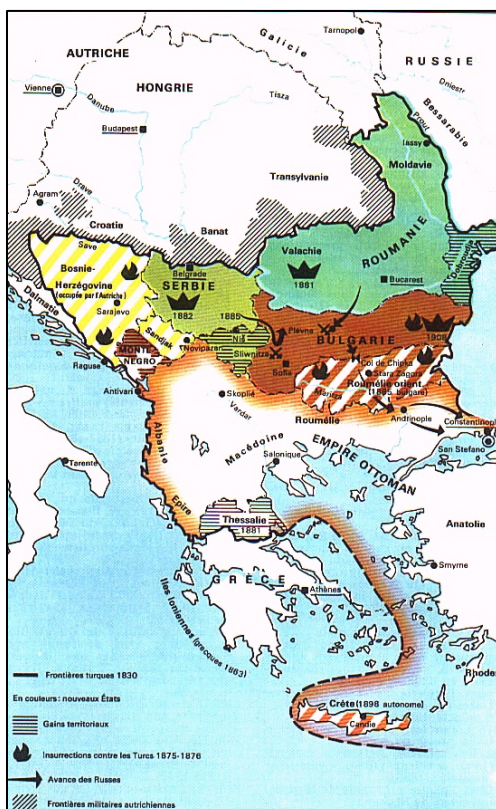 Tarnopol
Galicie
RUSSIE
AUTRICHE
Vienne
HONGRIE
Danube
Tisza
Budapest
Dniestr
Bessarabie
Prout
Iassy
Moldavie
Transylvanie
Drave
Agram
Croatie
Banat
Save
Valachie
1881
ROUMANIE
Bucarest
Dobroudja
Bosnie-
Herzégovine
(occupée par l'Autriche)
Sarajevo
Belgrade
SERBIE
1882
1885
Niš
Dalmatie
Sandjak
Novipazar
Plevna
BULGARIE
1908
Sliwnitza
Sofia
MONTE
NEGRO
Raguse
Antivari
Col de Chipka
Stara Zagora
Roumélie orient.
(1885, bulgare)
Maritza
Skoplié
Vardar
Roumélie
Andrinople
Constantinople
San Stefano
Albanie
Macédoine
Salonique
EMPIRE OTTOMAN
Tarente
Epire
Thessalie
1881
Anatolie
Smyrne
GRÈCE
Athènes
Iles Ioniennes (grecques 1863)
Rhodes
Crète (1898 autonome)
Candie
Frontières turques 1830
En couleurs: nouveaux États
Gains territoriaux
Insurrections contre les Turcs 1875-1876
Avance des Russes
Frontières militaires autrichiennes